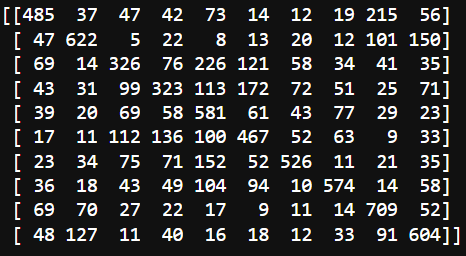 [[485 37 47 42 73 14 12 19 215 56]
[ 47 622 5 22 8 13 20 12 101 150]
[ 69 14 326 76 226 121 58 34 41 35]
[ 43 31 99 323 113 172 72 51 25 71]
[ 39 20 69 58 581 61 43 77 29 23]
[ 17 11 112 136 100 467 52 63 9 33]
[ 23 34 75 71 152 52 526 11 21 35]
[ 36 18 43 49 104 94 10 574 14 58]
[ 69 70 27 22 17 9 11 14 709 52]
[ 48 127 11 40 16 18 12 33 91 604]]